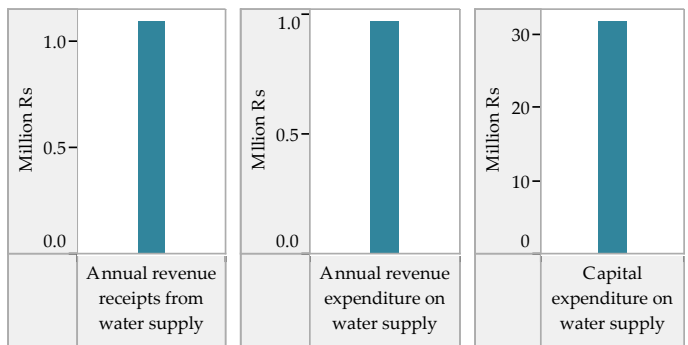 Million Rs
1.0
0.5
0.0
Annual revenue
receipts from
water supply
Mllion Rs
1.0
0.5
0.0
Annual revenue
expenditure on
water supply
Million Rs
30
20
10
0
Capital
expenditure on
water supply